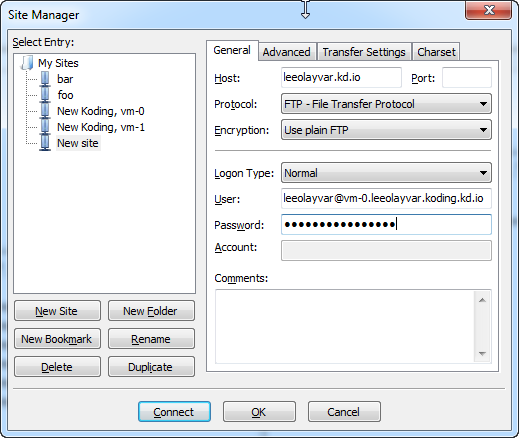 Site Manager
Select Entry:
My Sites
bar
foo
New Koding, vm-0
New Koding, vm-1
New site
New Site
New Folder
New Bookmark
Rename
Delete
Duplicate
General
Advanced
Transfer Settings
Charset
Host:
leeolayvar.kd.io
Port:
Protocol:
FTP - File Transfer Protocol
Encryption:
Use plain FTP
Logon Type:
Normal
User:
leeolayvar@vm-0.leeolayvar.koding.kd.io
Password:
●●●●●●●●●●●●●●●●
Account:
Comments:
Connect
OK
Cancel